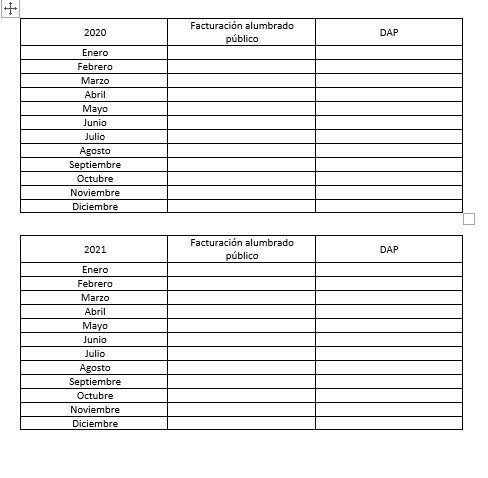 2020 Facturación alumbrado público DAP
Enero
Febrero
Marzo
Abril
Mayo
Junio
Julio
Agosto
Septiembre
Octubre
Noviembre
Diciembre
2021 Facturación alumbrado público DAP
Enero
Febrero
Marzo
Abril
Mayo
Junio
Julio
Agosto
Septiembre
Octubre
Noviembre
Diciembre